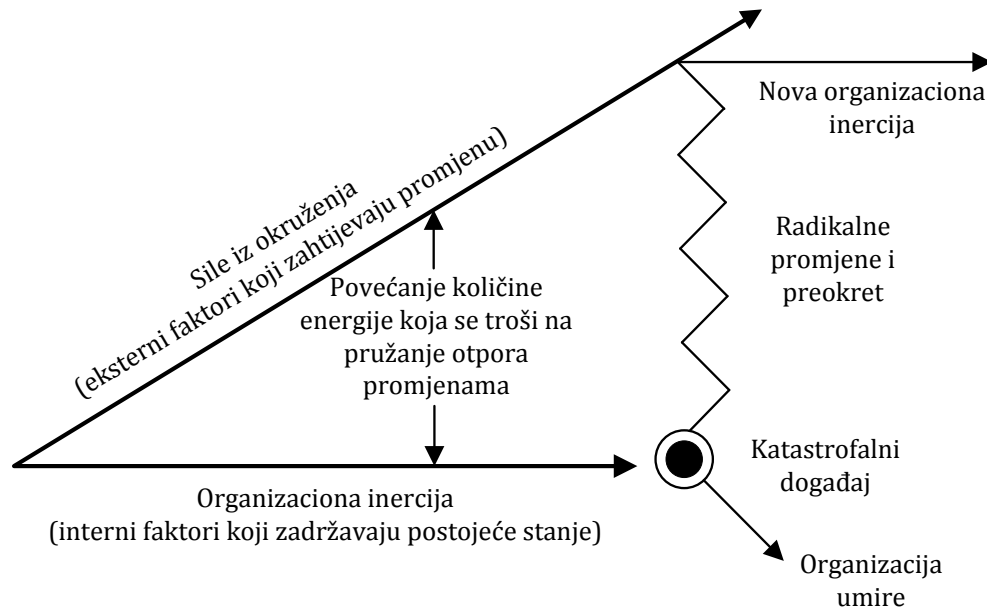 Nova organizaciona
inercija
Sile iz okruženja
(eksterni faktori koji zahtijevaju promjenu)
Radikalne
promjene i
preokret
Povećanje količine
energije koja se troši na
pružanje otpora
promjenama
Katastrofalni
događaj
Organizaciona inercija
(interni faktori koji zadržavaju postojeće stanje)
Organizacija
umire